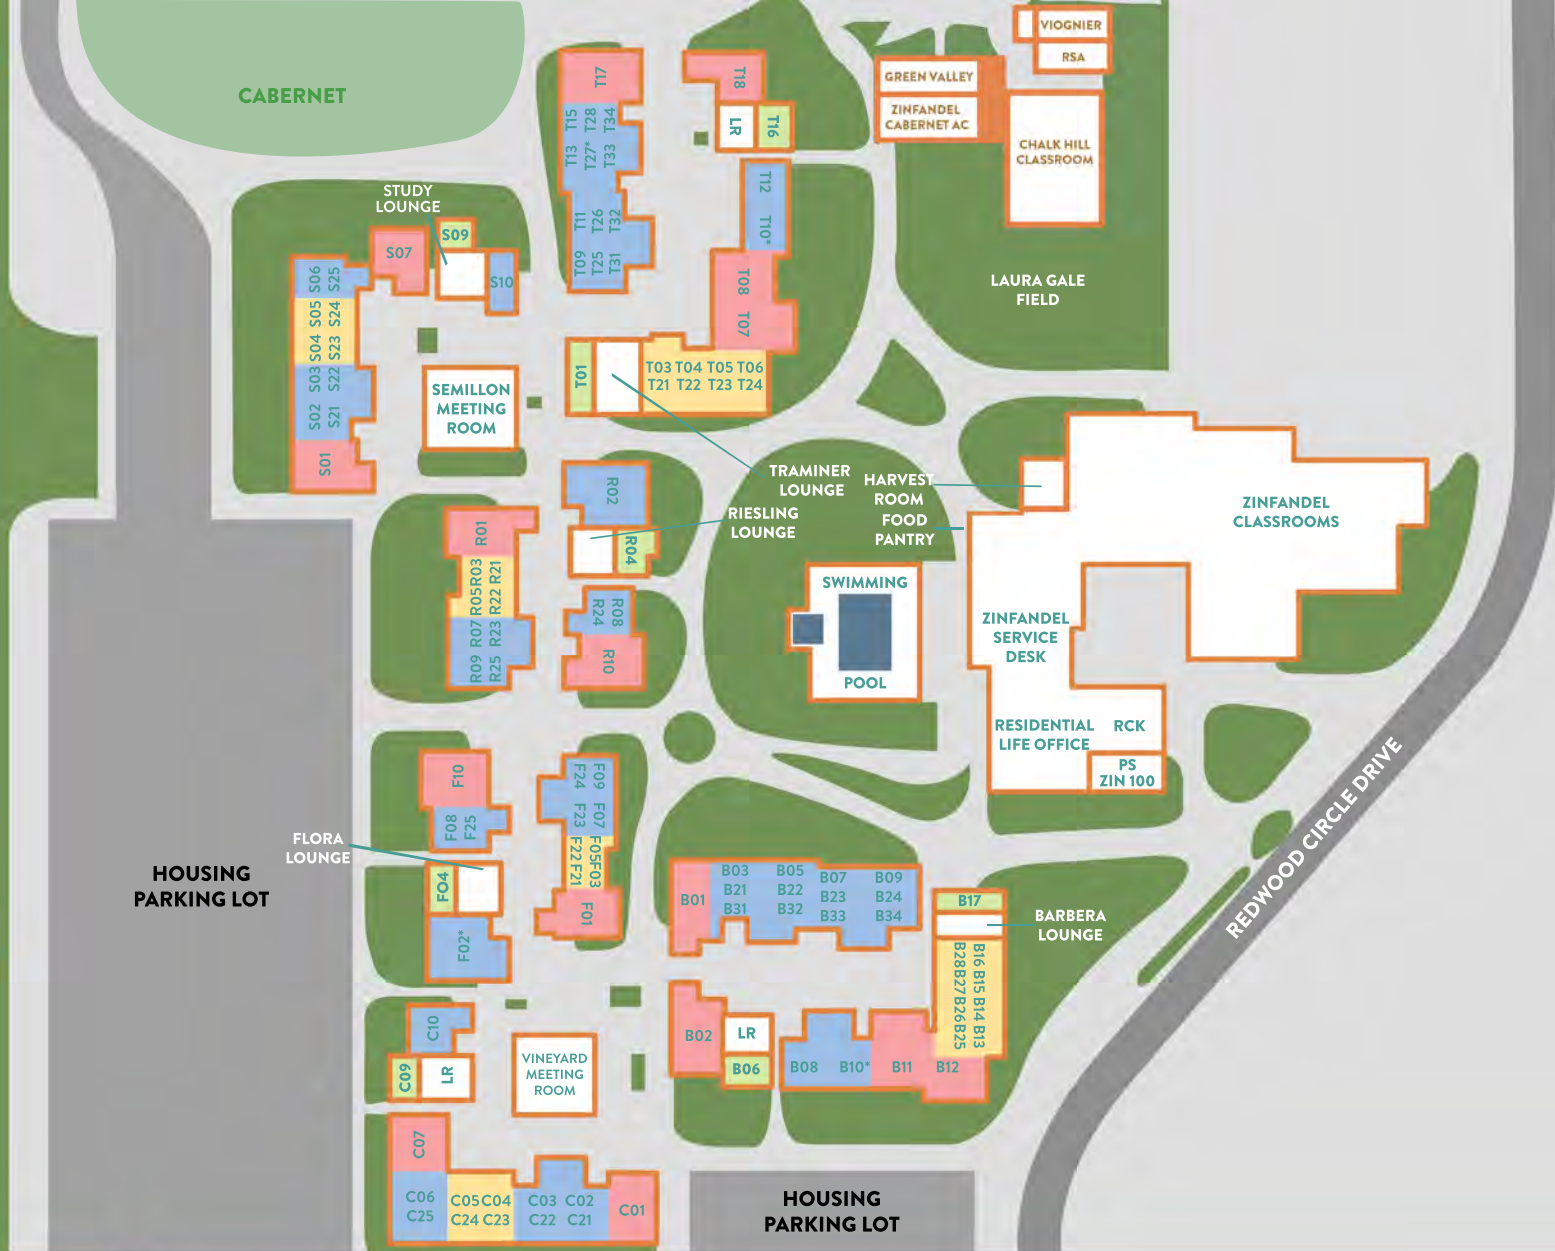 CABERNET
VIOGNIER
RSA
GREEN VALLEY
ZINFANDEL
CABERNET AC
CHALK HILL
CLASSROOM
LAURA GALE
FIELD
T17
T15 T28 T34
T13 T27* T33
T11 T26 T32
T09 T25 T31
T18
LR
T16
T12
T10*
T08
T07
T01
T03 T04 T05 T06
T21 T22 T23 T24
STUDY
LOUNGE
S09
S07
S10
S06 S25
S05 S24
S04 S23
S03 S22
S02 S21
S01
SEMILLON
MEETING
ROOM
TRAMINER
LOUNGE
RIESLING
LOUNGE
HARVEST
ROOM
FOOD
PANTRY
ZINFANDEL
CLASSROOMS
R02
R04
R01
R05 R03
R22 R21
R09 R07
R25 R23
R24 R08
R10
SWIMMING
POOL
ZINFANDEL
SERVICE
DESK
RESIDENTIAL
LIFE OFFICE
RCK
PS
ZIN 100
REDWOOD CIRCLE DRIVE
F10
F08 F25
F24 F09
F23 F07
F22 F05
F21 F03
F01
FLORA
LOUNGE
FO4
F02*
HOUSING
PARKING LOT
B01
B03 B05 B07 B09
B21 B22 B23 B24
B31 B32 B33 B34
B17
BARBERA
LOUNGE
B16 B15 B14 B13
B28 B27 B26 B25
B02
LR
B06
B08
B10*
B11
B12
C10
C09
LR
VINEYARD
MEETING
ROOM
C07
C06
C25
C05 C04
C24 C23
C03 C02
C22 C21
C01
HOUSING
PARKING LOT